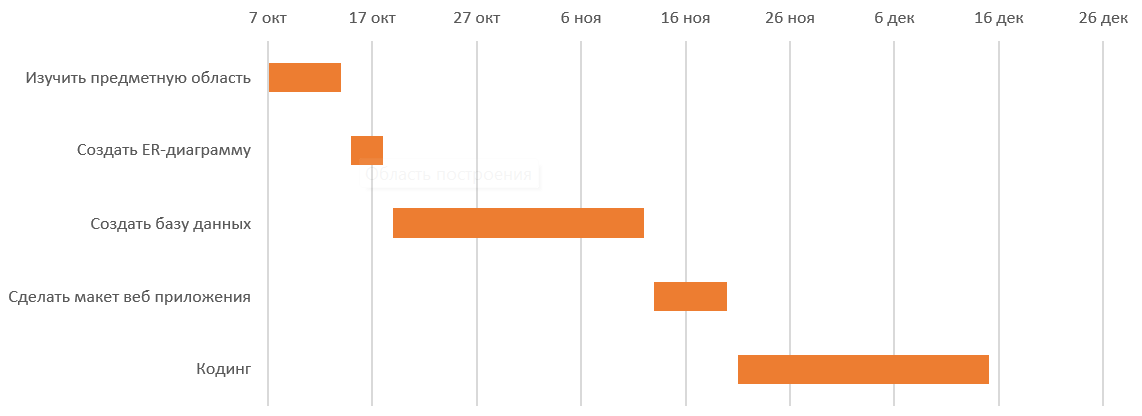 7 окт 17 окт 27 окт 6 ноя 16 ноя 26 ноя 6 дек 16 дек 26 дек
Изучить предметную область
Создать ER-диаграмму
Область построения
Создать базу данных
Сделать макет веб приложения
Кодинг